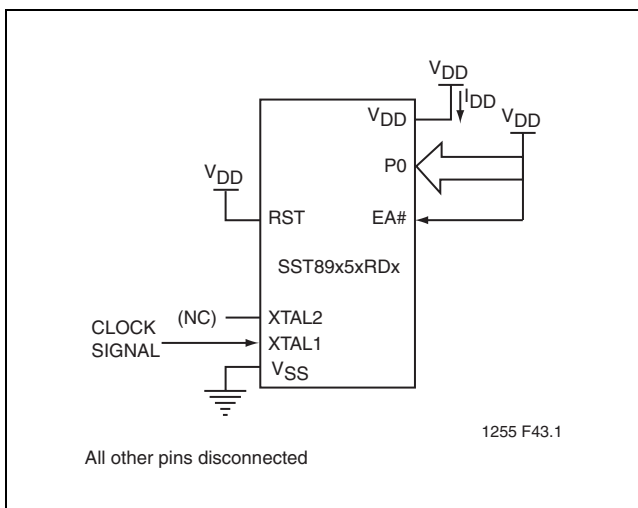 VDD
IDD
VDD
VDD
P0
VDD
RST
EA#
SST89x5xRDx
(NC)
XTAL2
CLOCK
SIGNAL
XTAL1
VSS
1255 F43.1
All other pins disconnected